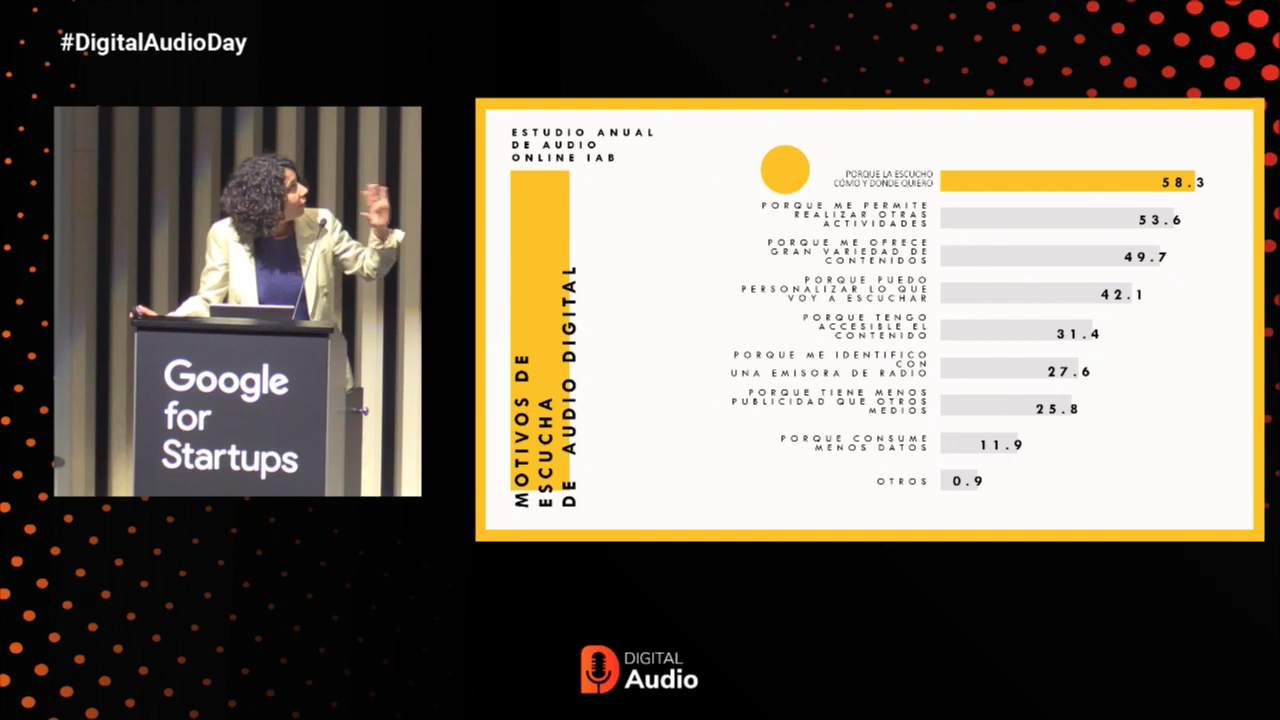 #DigitalAudioDay
Google
for
Startups
ESTUDIO ANUAL
DE AUDIO
ONLINE IAB
MOTIVOS DE
ESCUCHA
DE AUDIO DIGITAL
PORQUE LA ESCUCHO
CÓMO Y DONDE QUIERO
58.3
PORQUE ME PERMITE
REALIZAR OTRAS
ACTIVIDADES
53.6
PORQUE ME OFRECE
GRAN VARIEDAD DE
CONTENIDOS
49.7
PORQUE PUEDO
PERSONALIZAR LO QUE
VOY A ESCUCHAR
42.1
PORQUE TENGO
ACCESIBLE EL
CONTENIDO
31.4
PORQUE ME IDENTIFICO
CON
UNA EMISORA DE RADIO
27.6
PORQUE TIENE MENOS
PUBLICIDAD QUE OTROS
MEDIOS
25.8
PORQUE CONSUME
MENOS DATOS
11.9
OTROS
0.9
DIGITAL
Audio